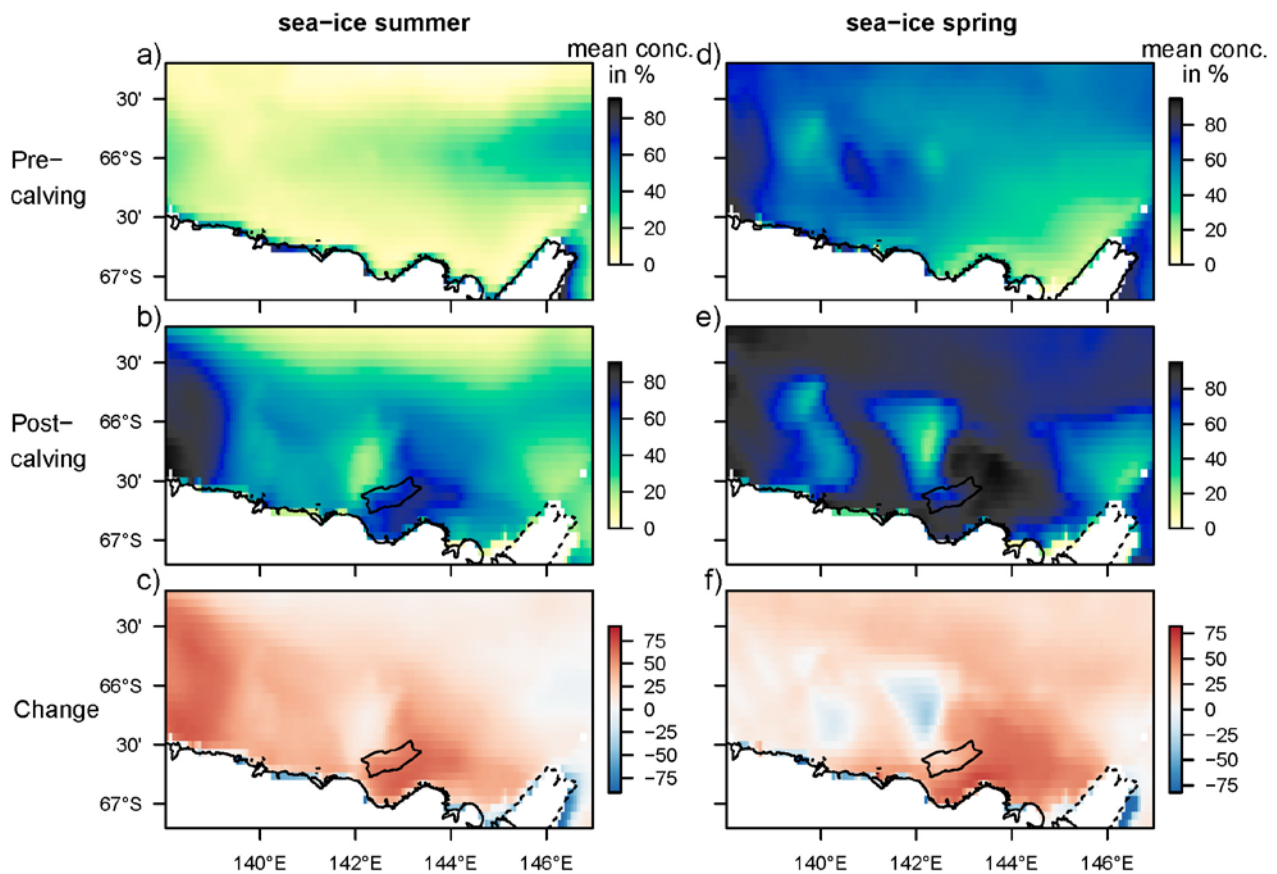 sea−ice summer
sea−ice spring
a)
mean conc.
in %
d)
mean conc.
in %
Pre−
calving
30'
66°S
30'
67°S
80
60
40
20
0
80
60
40
20
0
b)
e)
Post−
calving
30'
66°S
30'
67°S
80
60
40
20
0
80
60
40
20
0
c)
f)
Change
30'
66°S
30'
67°S
75
50
25
0
−25
−50
−75
75
50
25
0
−25
−50
−75
140°E 142°E 144°E 146°E
140°E 142°E 144°E 146°E